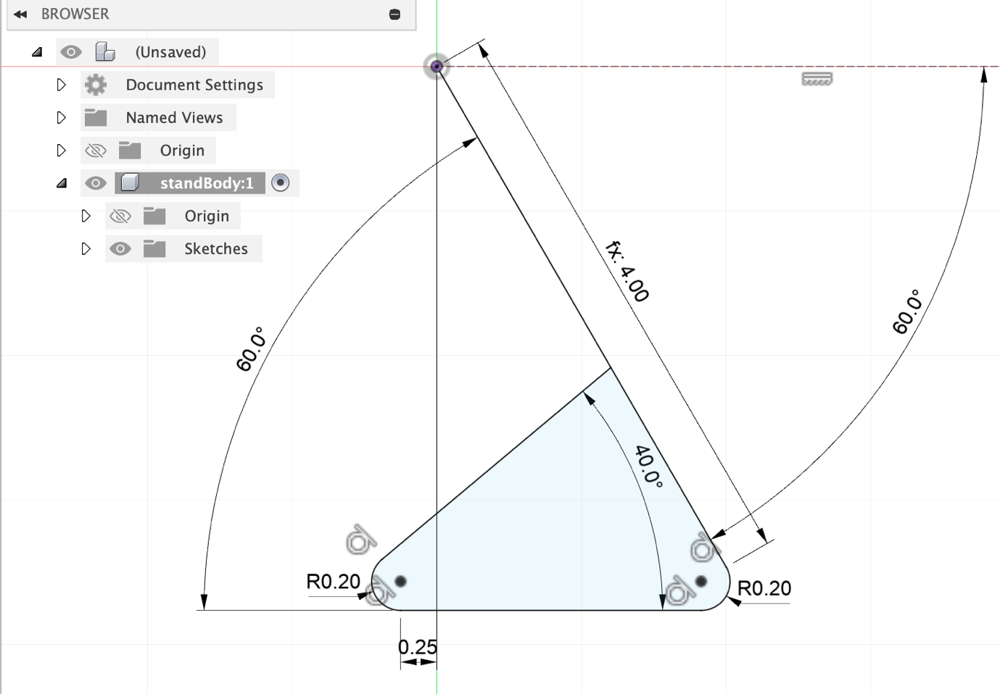 BROWSER
(Unsaved)
Document Settings
Named Views
Origin
standBody:1
Origin
Sketches
fx: 4.00
60.0°
60.0°
40.0°
R0.20
R0.20
0.25